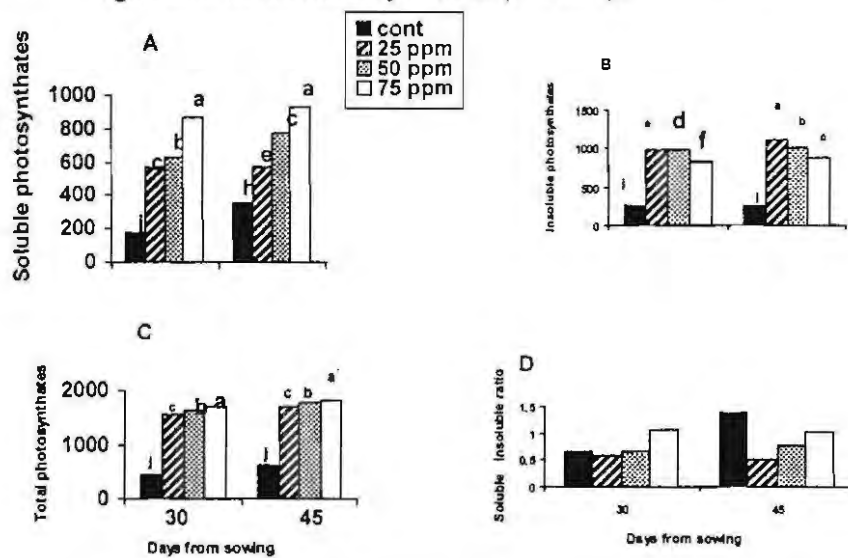 cont
25 ppm
50 ppm
75 ppm
A
Soluble photosynthates
1000
800
600
400
200
0
c
b
a
h
e
c
a
B
Insoluble photosynthates
1500
1000
500
0
d
f
a
b
c
C
Total photosynthates
2000
1000
0
j
c
b
a
j
c
b
a
30
45
Days from sowing
D
Soluble Insoluble ratio
1.5
1
0.5
0
30
45
Days from sowing